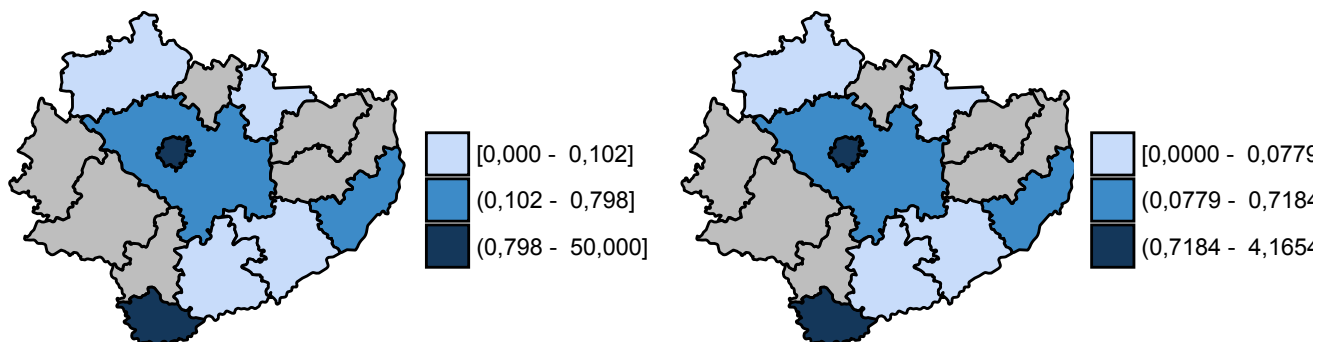 [0,000 - 0,102]
(0,102 - 0,798]
(0,798 - 50,000]
[0,0000 - 0,0779
(0,0779 - 0,7184
(0,7184 - 4,1654